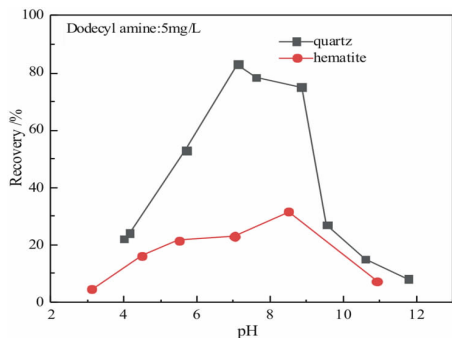 Dodecyl amine:5mg/L
quartz
hematite
Recovery /%
100
80
60
40
20
0
2 4 6 8 10 12
pH